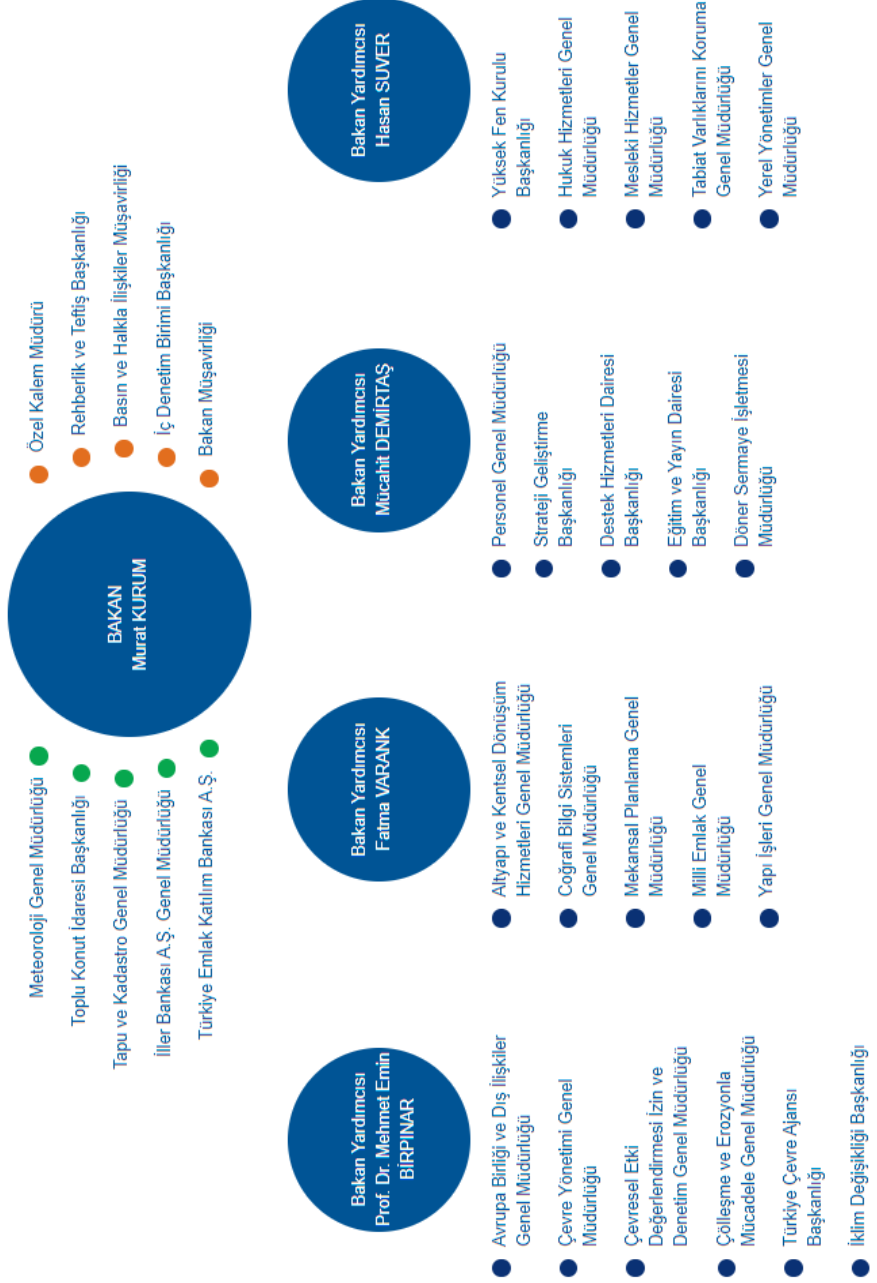 Meteoroloji Genel Müdürlüğü
Toplu Konut İdaresi Başkanlığı
Tapu ve Kadastro Genel Müdürlüğü
İller Bankası A.Ş. Genel Müdürlüğü
Türkiye Emlak Katılım Bankası A.Ş.
BAKAN
Murat KURUM
Özel Kalem Müdürü
Rehberlik ve Teftiş Başkanlığı
Basın ve Halkla İlişkiler Müşavirliği
İç Denetim Birimi Başkanlığı
Bakan Müşavirliği
Bakan Yardımcısı
Prof. Dr. Mehmet Emin
BİRPINAR
Avrupa Birliği ve Dış İlişkiler
Genel Müdürlüğü
Çevre Yönetimi Genel
Müdürlüğü
Çevresel Etki
Değerlendirmesi İzin ve
Denetim Genel Müdürlüğü
Çölleşme ve Erozyonla
Mücadele Genel Müdürlüğü
Türkiye Çevre Ajansı
Başkanlığı
İklim Değişikliği Başkanlığı
Bakan Yardımcısı
Fatma VARANK
Altyapı ve Kentsel Dönüşüm
Hizmetleri Genel Müdürlüğü
Coğrafi Bilgi Sistemleri
Genel Müdürlüğü
Mekansal Planlama Genel
Müdürlüğü
Milli Emlak Genel
Müdürlüğü
Yapı İşleri Genel Müdürlüğü
Bakan Yardımcısı
Mücahit DEMİRTAŞ
Personel Genel Müdürlüğü
Strateji Geliştirme
Başkanlığı
Destek Hizmetleri Dairesi
Başkanlığı
Eğitim ve Yayın Dairesi
Başkanlığı
Döner Sermaye İşletmesi
Müdürlüğü
Bakan Yardımcısı
Hasan SUVER
Yüksek Fen Kurulu
Başkanlığı
Hukuk Hizmetleri Genel
Müdürlüğü
Mesleki Hizmetler Genel
Müdürlüğü
Tabiat Varlıklarını Koruma
Genel Müdürlüğü
Yerel Yönetimler Genel
Müdürlüğü